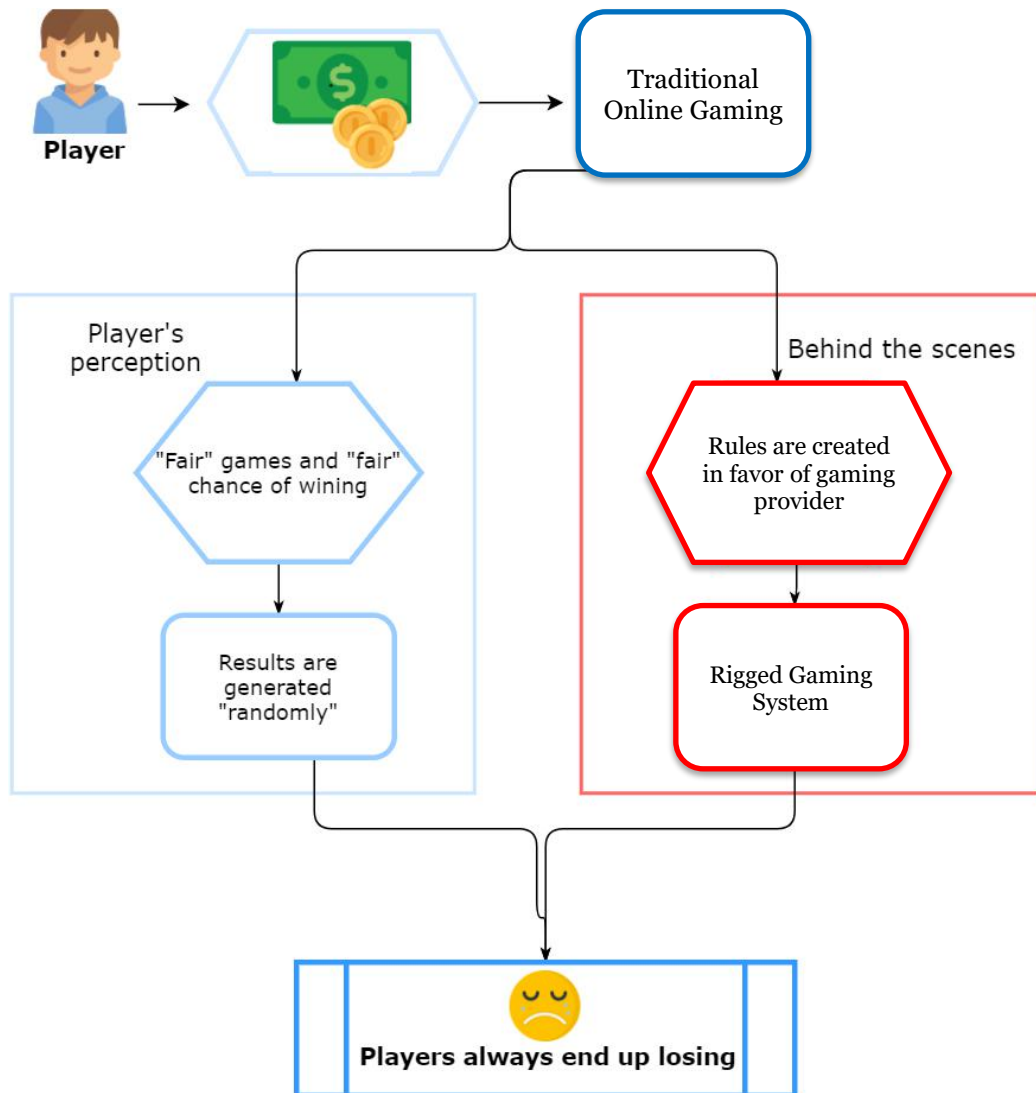 Player
Traditional
Online Gaming
Player's
perception
"Fair" games and "fair"
chance of wining
Results are
generated
"randomly"
Behind the scenes
Rules are created
in favor of gaming
provider
Rigged Gaming
System
Players always end up losing